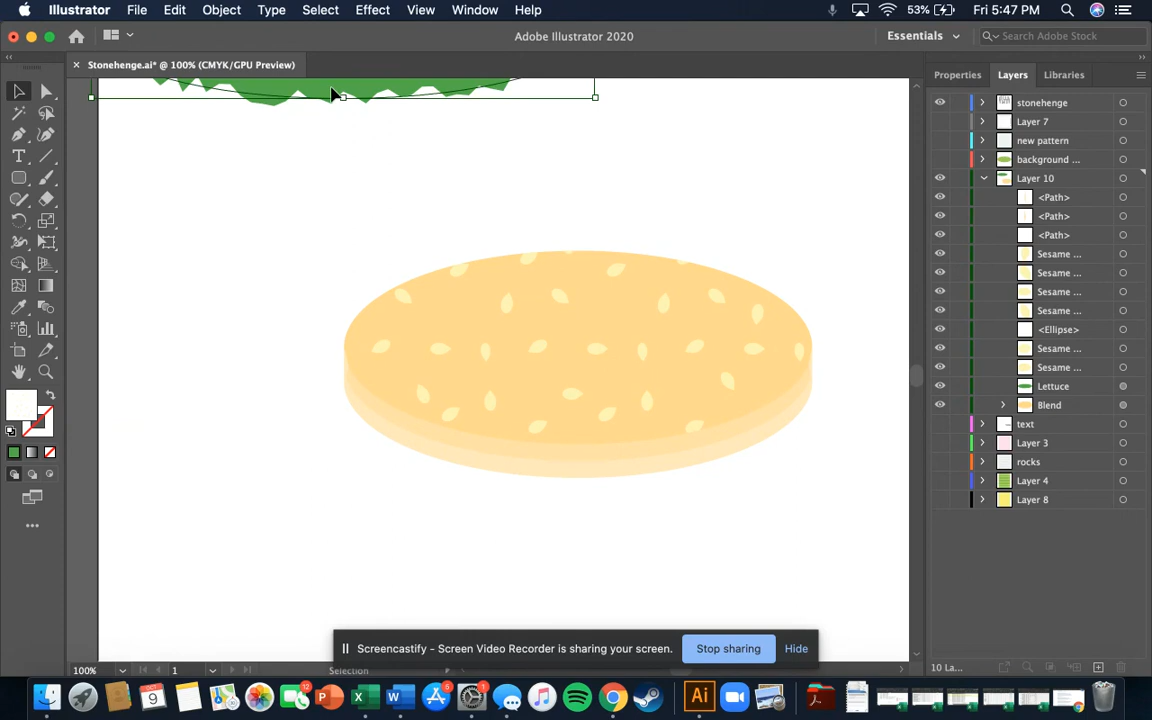 Illustrator File Edit Object Type Select Effect View Window Help 53% Fri 5:47 PM
Adobe Illustrator 2020 Essentials Search Adobe Stock
Stonehenge.ai* @ 100% (CMYK/GPU Preview)
Properties Layers Libraries
stonehenge
Layer 7
new pattern
background ...
Layer 10
<Path>
<Path>
<Path>
Sesame ...
Sesame ...
Sesame ...
Sesame ...
<Ellipse>
Sesame ...
Sesame ...
Lettuce
Blend
text
Layer 3
rocks
Layer 4
Layer 8
Screencastify - Screen Video Recorder is sharing your screen. Stop sharing Hide
100% 1 Selection 10 La...